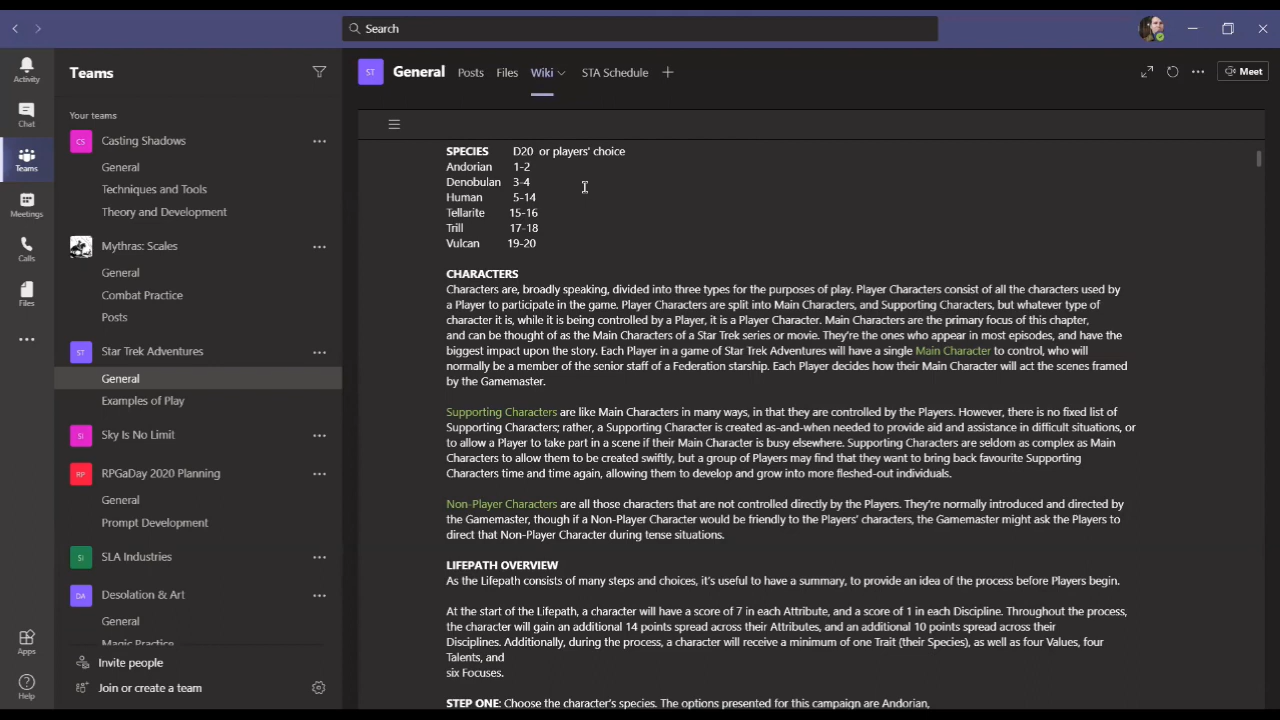 Search
Activity
Chat
Teams
Meetings
Calls
Files
Apps
Help
Teams
Your teams
CS Casting Shadows
General
Techniques and Tools
Theory and Development
Mythras: Scales
General
Combat Practice
Posts
ST Star Trek Adventures
General
Examples of Play
SI Sky Is No Limit
RP RPGaDay 2020 Planning
General
Prompt Development
SI SLA Industries
DA Desolation & Art
General
Magic Practice
Invite people
Join or create a team
ST General Posts Files Wiki STA Schedule
Meet
SPECIES D20 or players' choice
Andorian 1-2
Denobulan 3-4
Human 5-14
Tellarite 15-16
Trill 17-18
Vulcan 19-20
CHARACTERS
Characters are, broadly speaking, divided into three types for the purposes of play. Player Characters consist of all the characters used by
a Player to participate in the game. Player Characters are split into Main Characters, and Supporting Characters, but whatever type of
character it is, while it is being controlled by a Player, it is a Player Character. Main Characters are the primary focus of this chapter,
and can be thought of as the Main Characters of a Star Trek series or movie. They're the ones who appear in most episodes, and have the
biggest impact upon the story. Each Player in a game of Star Trek Adventures will have a single Main Character to control, who will
normally be a member of the senior staff of a Federation starship. Each Player decides how their Main Character will act the scenes framed
by the Gamemaster.
Supporting Characters are like Main Characters in many ways, in that they are controlled by the Players. However, there is no fixed list of
Supporting Characters; rather, a Supporting Character is created as-and-when needed to provide aid and assistance in difficult situations, or
to allow a Player to take part in a scene if their Main Character is busy elsewhere. Supporting Characters are seldom as complex as Main
Characters to allow them to be created swiftly, but a group of Players may find that they want to bring back favourite Supporting
Characters time and time again, allowing them to develop and grow into more fleshed-out individuals.
Non-Player Characters are all those characters that are not controlled directly by the Players. They're normally introduced and directed by
the Gamemaster, though if a Non-Player Character would be friendly to the Players' characters, the Gamemaster might ask the Players to
direct that Non-Player Character during tense situations.
LIFEPATH OVERVIEW
As the Lifepath consists of many steps and choices, it's useful to have a summary, to provide an idea of the process before Players begin.
At the start of the Lifepath, a character will have a score of 7 in each Attribute, and a score of 1 in each Discipline. Throughout the process,
the character will gain an additional 14 points spread across their Attributes, and an additional 10 points spread across their
Disciplines. Additionally, during the process, a character will receive a minimum of one Trait (their Species), as well as four Values, four
Talents, and
six Focuses.
STEP ONE: Choose the character's species. The options presented for this campaign are Andorian,